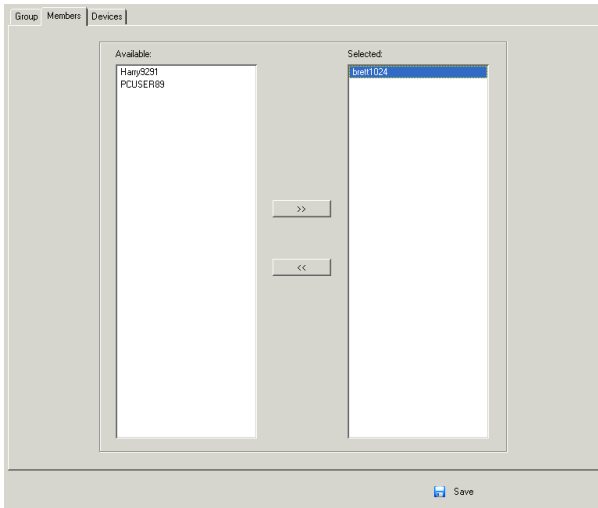 Group Members Devices
Available: Selected:
Harry9291 brett1024
PCUSER89
>>
<<
Save